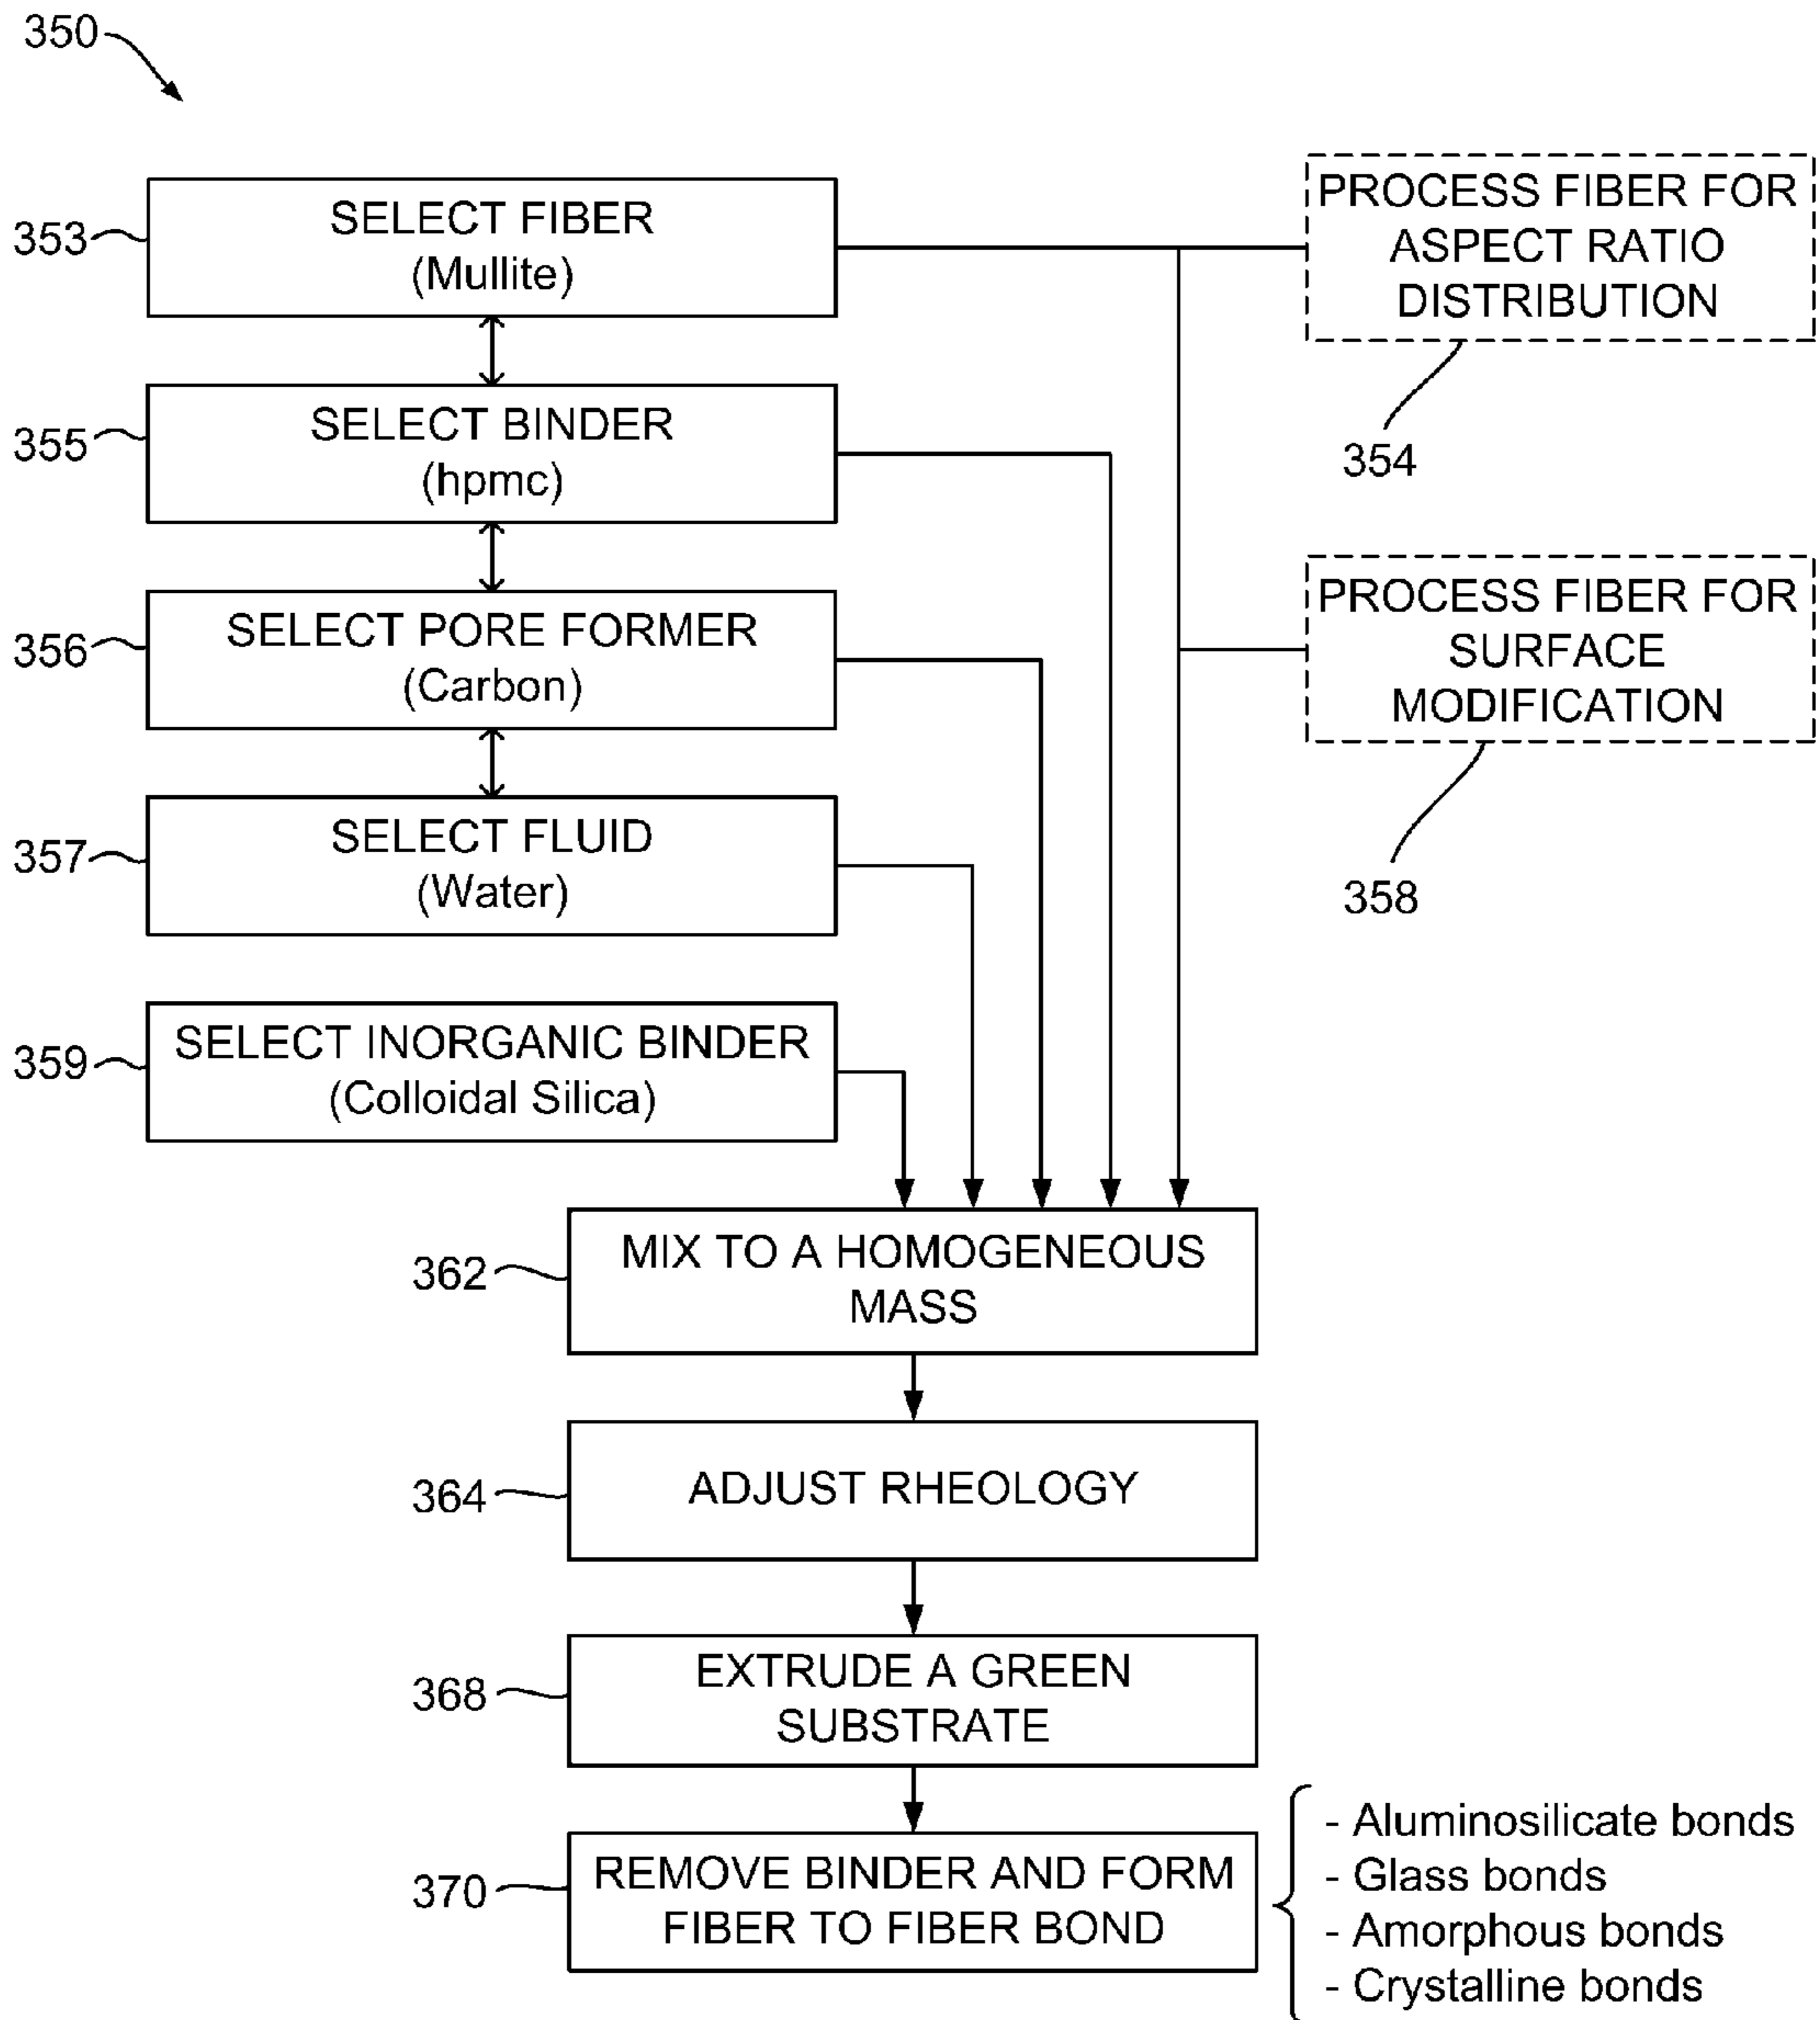 350
353
SELECT FIBER
(Mullite)
PROCESS FIBER FOR
ASPECT RATIO
DISTRIBUTION
354
355
SELECT BINDER
(hpmc)
356
SELECT PORE FORMER
(Carbon)
PROCESS FIBER FOR
SURFACE
MODIFICATION
358
357
SELECT FLUID
(Water)
359
SELECT INORGANIC BINDER
(Colloidal Silica)
362
MIX TO A HOMOGENEOUS
MASS
364
ADJUST RHEOLOGY
368
EXTRUDE A GREEN
SUBSTRATE
370
REMOVE BINDER AND FORM
FIBER TO FIBER BOND
- Aluminosilicate bonds
- Glass bonds
- Amorphous bonds
- Crystalline bonds